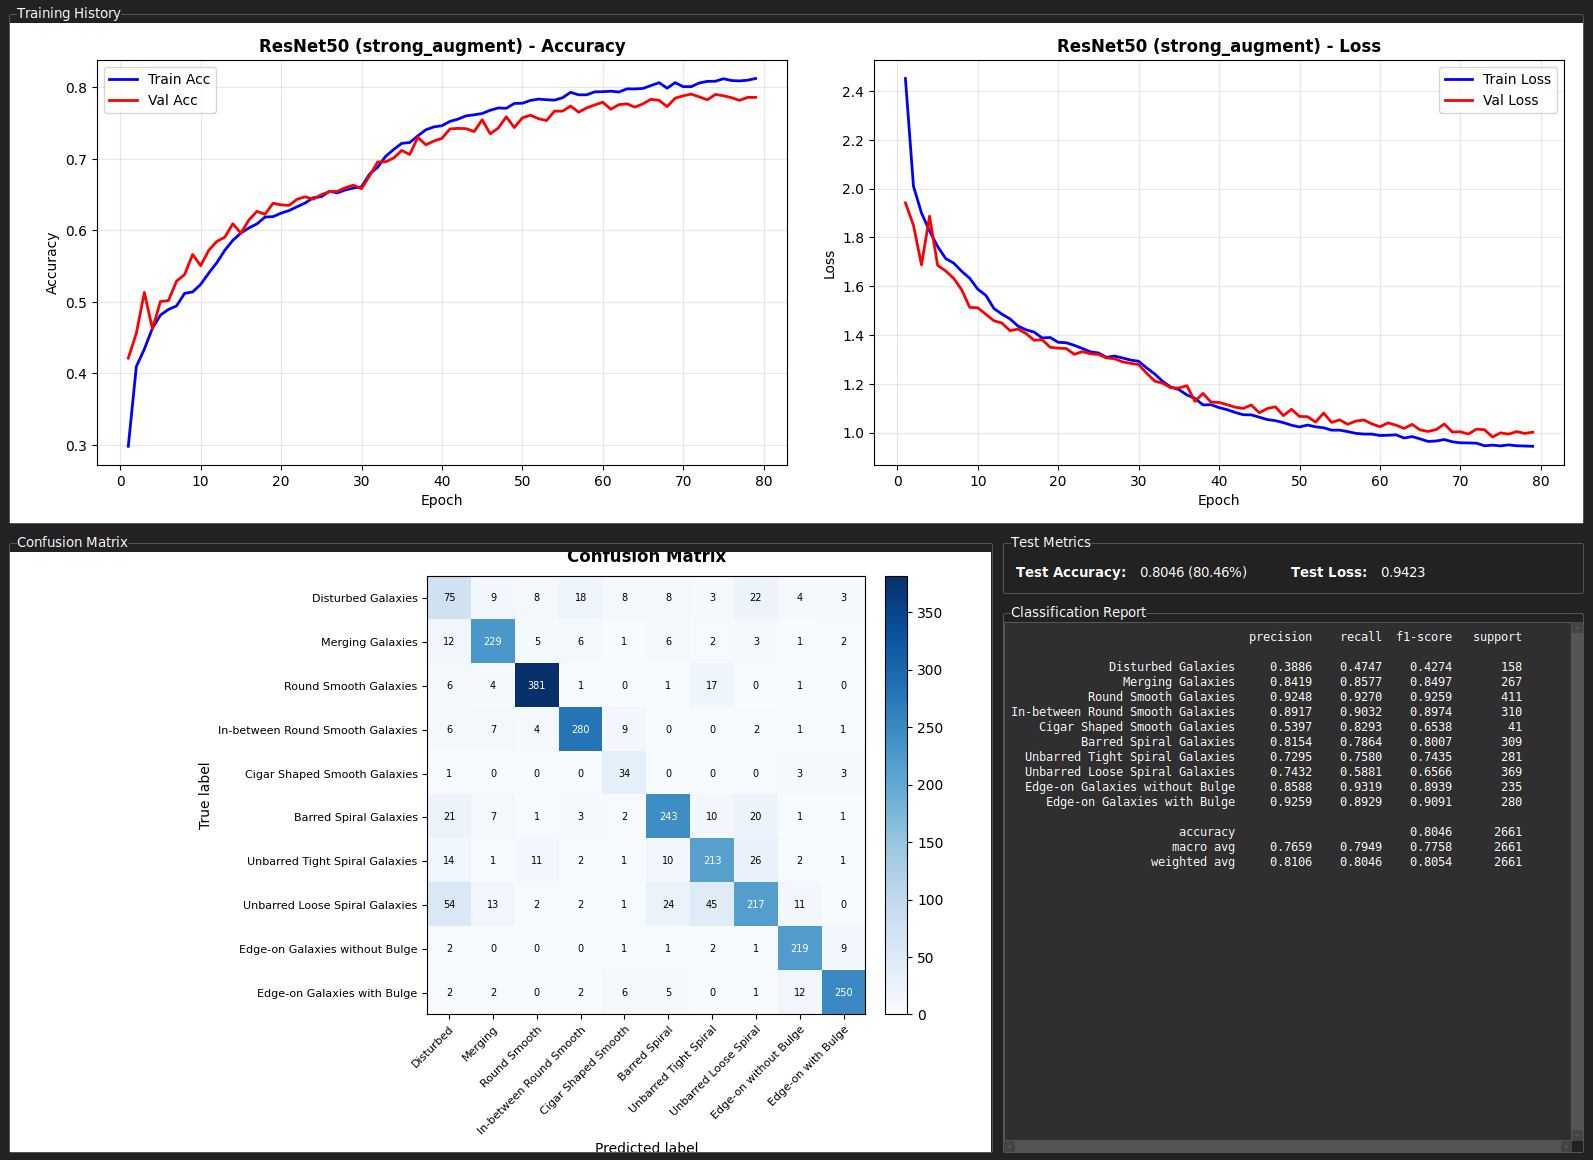 Training History
ResNet50 (strong_augment) - Accuracy
Train Acc
Val Acc
0.8
0.7
0.6
0.5
0.4
0.3
Accuracy
0 10 20 30 40 50 60 70 80
Epoch
ResNet50 (strong_augment) - Loss
Train Loss
Val Loss
2.4
2.2
2.0
1.8
1.6
1.4
1.2
1.0
Loss
0 10 20 30 40 50 60 70 80
Epoch
Confusion Matrix
Confusion Matrix
True label
Disturbed Galaxies 75 9 8 18 8 8 3 22 4 3
Merging Galaxies 12 229 5 6 1 6 2 3 1 2
Round Smooth Galaxies 6 4 381 1 0 1 17 0 1 0
In-between Round Smooth Galaxies 6 7 4 280 9 0 0 2 1 1
Cigar Shaped Smooth Galaxies 1 0 0 0 34 0 0 0 3 3
Barred Spiral Galaxies 21 7 1 3 2 243 10 20 1 1
Unbarred Tight Spiral Galaxies 14 1 11 2 1 10 213 26 2 1
Unbarred Loose Spiral Galaxies 54 13 2 2 1 24 45 217 11 0
Edge-on Galaxies without Bulge 2 0 0 0 1 1 2 1 219 9
Edge-on Galaxies with Bulge 2 2 0 2 6 5 0 1 12 250
Disturbed
Merging
Round Smooth
In-between Round Smooth
Cigar Shaped Smooth
Barred Spiral
Unbarred Tight Spiral
Unbarred Loose Spiral
Edge-on without Bulge
Edge-on with Bulge
Predicted label
350
300
250
200
150
100
50
0
Test Metrics
Test Accuracy: 0.8046 (80.46%) Test Loss: 0.9423
Classification Report
precision recall f1-score support
Disturbed Galaxies 0.3886 0.4747 0.4274 158
Merging Galaxies 0.8419 0.8577 0.8497 267
Round Smooth Galaxies 0.9248 0.9270 0.9259 411
In-between Round Smooth Galaxies 0.8917 0.9032 0.8974 310
Cigar Shaped Smooth Galaxies 0.5397 0.8293 0.6538 41
Barred Spiral Galaxies 0.8154 0.7864 0.8007 309
Unbarred Tight Spiral Galaxies 0.7295 0.7580 0.7435 281
Unbarred Loose Spiral Galaxies 0.7432 0.5881 0.6566 369
Edge-on Galaxies without Bulge 0.8588 0.9319 0.8939 235
Edge-on Galaxies with Bulge 0.9259 0.8929 0.9091 280
accuracy 0.8046 2661
macro avg 0.7659 0.7949 0.7758 2661
weighted avg 0.8106 0.8046 0.8054 2661